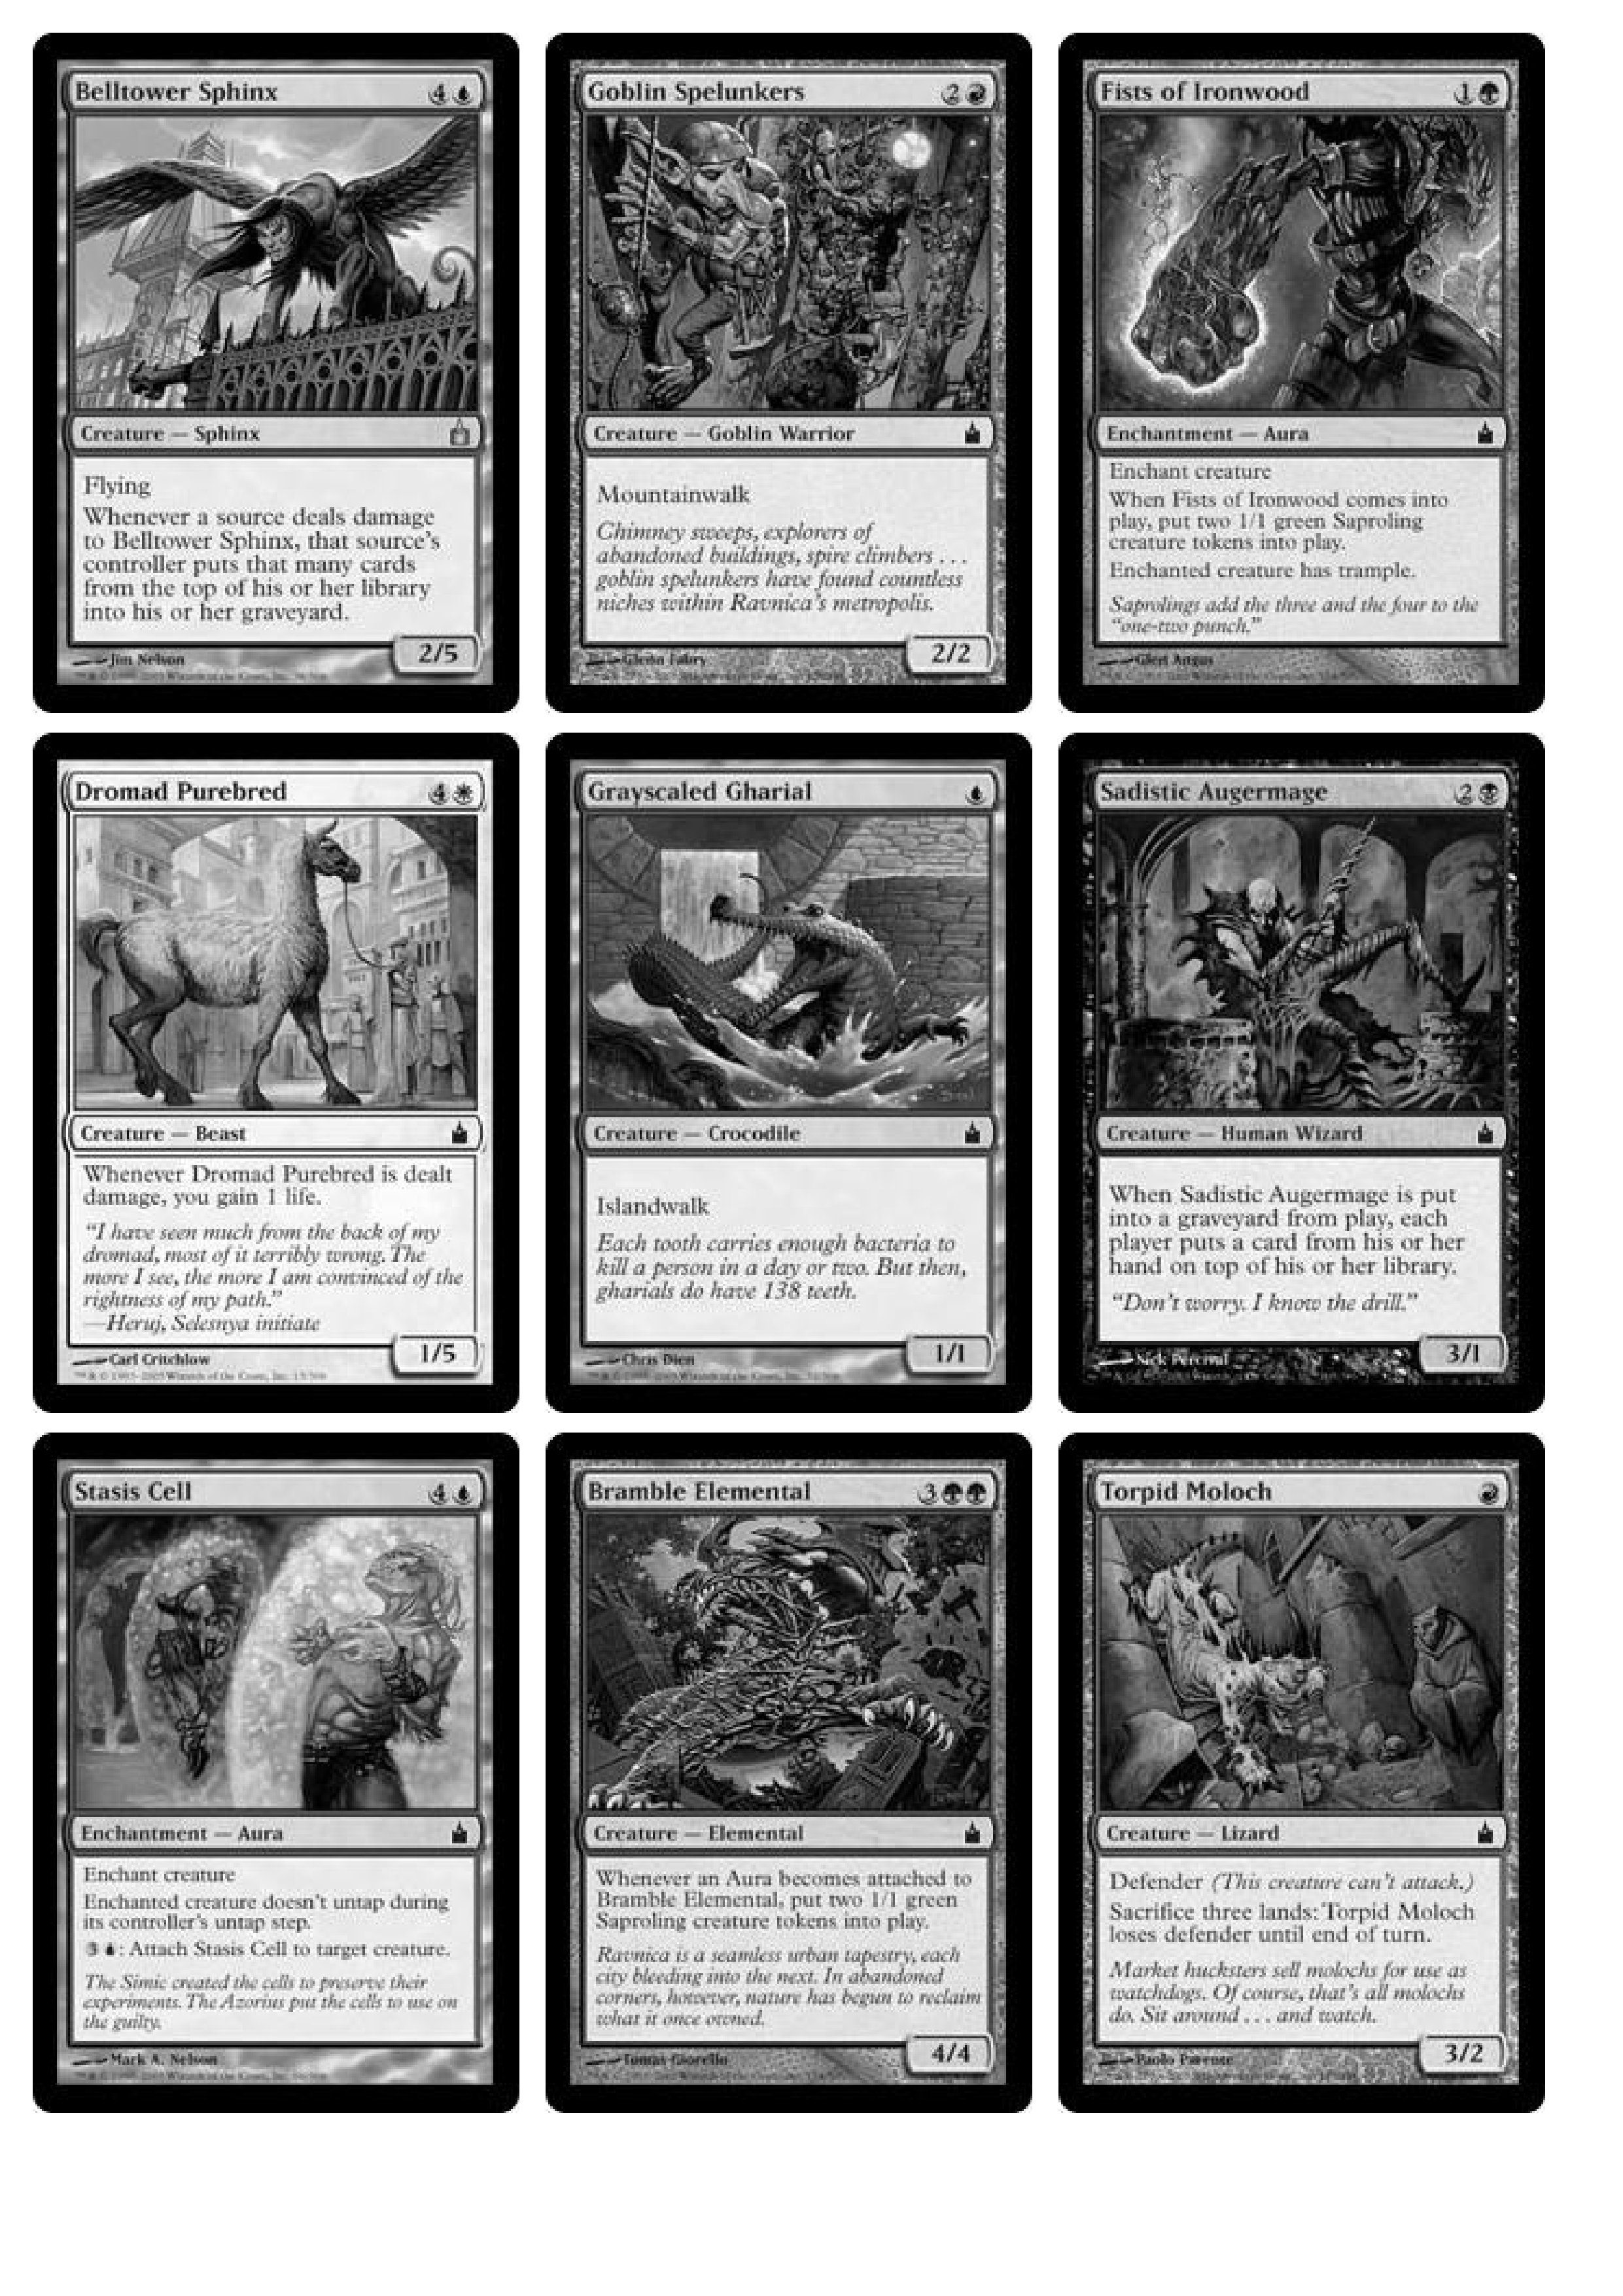 Belltower Sphinx 4
Creature — Sphinx
Flying
Whenever a source deals damage
to Belltower Sphinx, that source's
controller puts that many cards
from the top of his or her library
into his or her graveyard.
2/5
Jim Nelson
Goblin Spelunkers 2
Creature — Goblin Warrior
Mountainwalk
Chimney sweeps, explorers of
abandoned buildings, spire climbers . . .
goblin spelunkers have found countless
niches within Ravnica's metropolis.
2/2
Glenn Fabry
Fists of Ironwood 1
Enchantment — Aura
Enchant creature
When Fists of Ironwood comes into
play, put two 1/1 green Saproling
creature tokens into play.
Enchanted creature has trample.
Saprolings add the three and the four to the
"one-two punch."
Glen Angus
Dromad Purebred 4
Creature — Beast
Whenever Dromad Purebred is dealt
damage, you gain 1 life.
"I have seen much from the back of my
dromad, most of it terribly wrong. The
more I see, the more I am convinced of the
rightness of my path."
—Heruj, Selesnya initiate
1/5
Carl Critchlow
Grayscaled Gharial
Creature — Crocodile
Islandwalk
Each tooth carries enough bacteria to
kill a person in a day or two. But then,
gharials do have 138 teeth.
1/1
Chris Dien
Sadistic Augermage 2
Creature — Human Wizard
When Sadistic Augermage is put
into a graveyard from play, each
player puts a card from his or her
hand on top of his or her library.
"Don't worry. I know the drill."
3/1
Nick Percival
Stasis Cell 4
Enchantment — Aura
Enchant creature
Enchanted creature doesn't untap during
its controller's untap step.
3 : Attach Stasis Cell to target creature.
The Simic created the cells to preserve their
experiments. The Azorius put the cells to use on
the guilty.
Mark A. Nelson
Bramble Elemental 3
Creature — Elemental
Whenever an Aura becomes attached to
Bramble Elemental, put two 1/1 green
Saproling creature tokens into play.
Ravnica is a seamless urban tapestry, each
city bleeding into the next. In abandoned
corners, however, nature has begun to reclaim
what it once owned.
4/4
Tomas Giorello
Torpid Moloch
Creature — Lizard
Defender (This creature can't attack.)
Sacrifice three lands: Torpid Moloch
loses defender until end of turn.
Market hucksters sell molochs for use as
watchdogs. Of course, that's all molochs
do. Sit around . . . and watch.
3/2
Paolo Parente